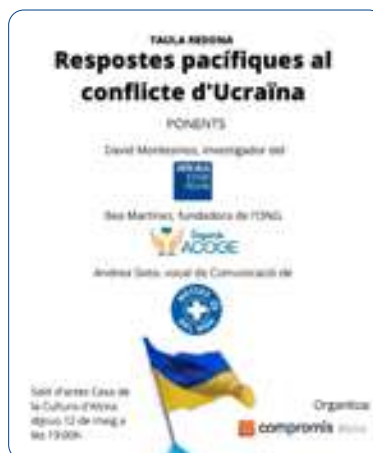 TAULA REDONA
Respostes pacífiques al
conflicte d'Ucraïna
PONENTS
David Montesinos, investigador del
Bea Martínez, fundadora de l'ONG
ACOGE
Andrea Soto, vocal de Comunicació de
Saló d'actes Casa de
la Cultura d'Alzira
dijous 12 de maig a
les 19:00h
Organitza:
compromís